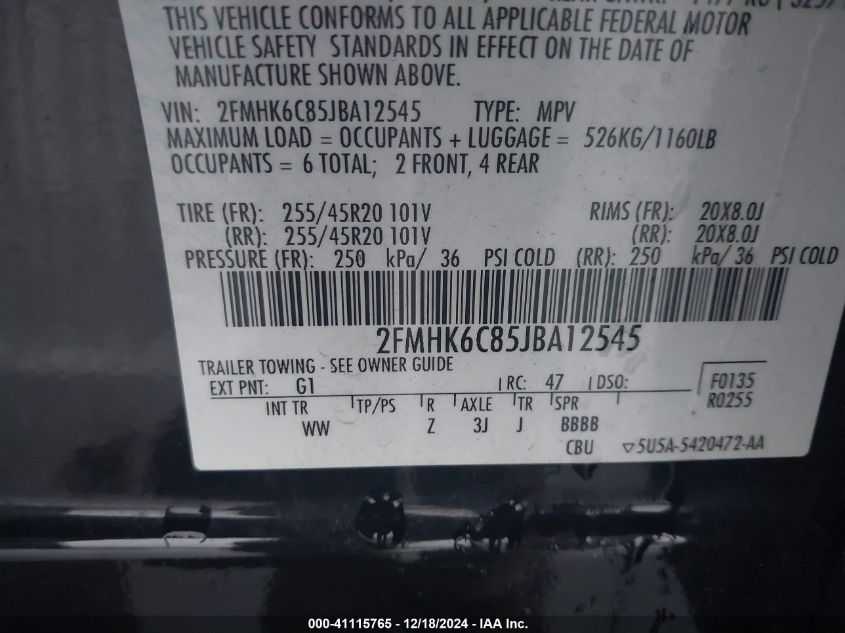 THIS VEHICLE CONFORMS TO ALL APPLICABLE FEDERAL MOTOR
VEHICLE SAFETY STANDARDS IN EFFECT ON THE DATE OF
MANUFACTURE SHOWN ABOVE.
VIN: 2FMHK6C85JBA12545 TYPE: MPV
MAXIMUM LOAD = OCCUPANTS + LUGGAGE = 526KG/1160LB
OCCUPANTS = 6 TOTAL; 2 FRONT, 4 REAR
TIRE (FR): 255/45R20 101V RIMS (FR): 20X8.0J
(RR): 255/45R20 101V (RR): 20X8.0J
PRESSURE (FR): 250 kPa/ 36 PSI COLD (RR): 250 kPa/ 36 PSI COLD
2FMHK6C85JBA12545
TRAILER TOWING - SEE OWNER GUIDE
EXT PNT: G1 RC: 47 DSO: F0135
R0255
INT TR TP/PS R AXLE TR SPR
WW Z 3J J BBBB
CBU ▽5U5A-5420472-AA
000-41115765 - 12/18/2024 - IAA Inc.